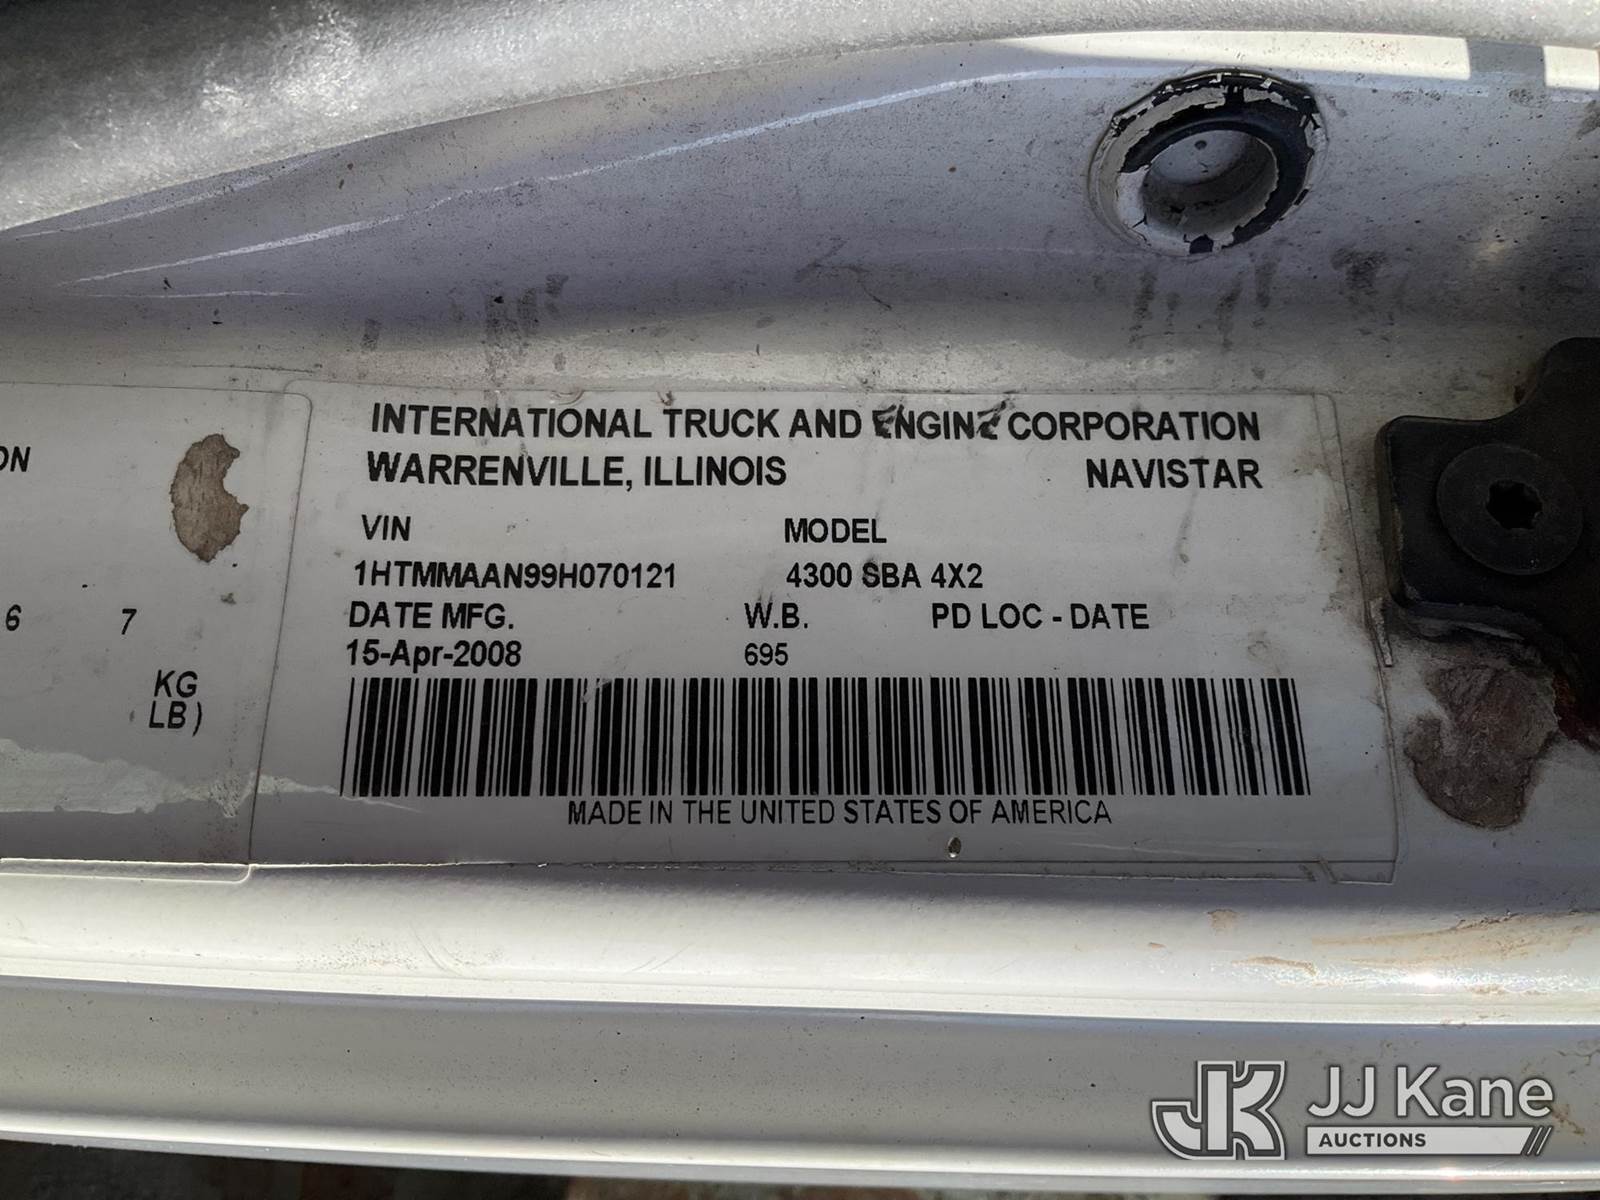 INTERNATIONAL TRUCK AND ENGINE CORPORATION
WARRENVILLE, ILLINOIS NAVISTAR
VIN MODEL
1HTMMAAN99H070121 4300 SBA 4X2
DATE MFG. W.B. PD LOC - DATE
15-Apr-2008 695
MADE IN THE UNITED STATES OF AMERICA
6 7
KG
LB)
JJ Kane
AUCTIONS